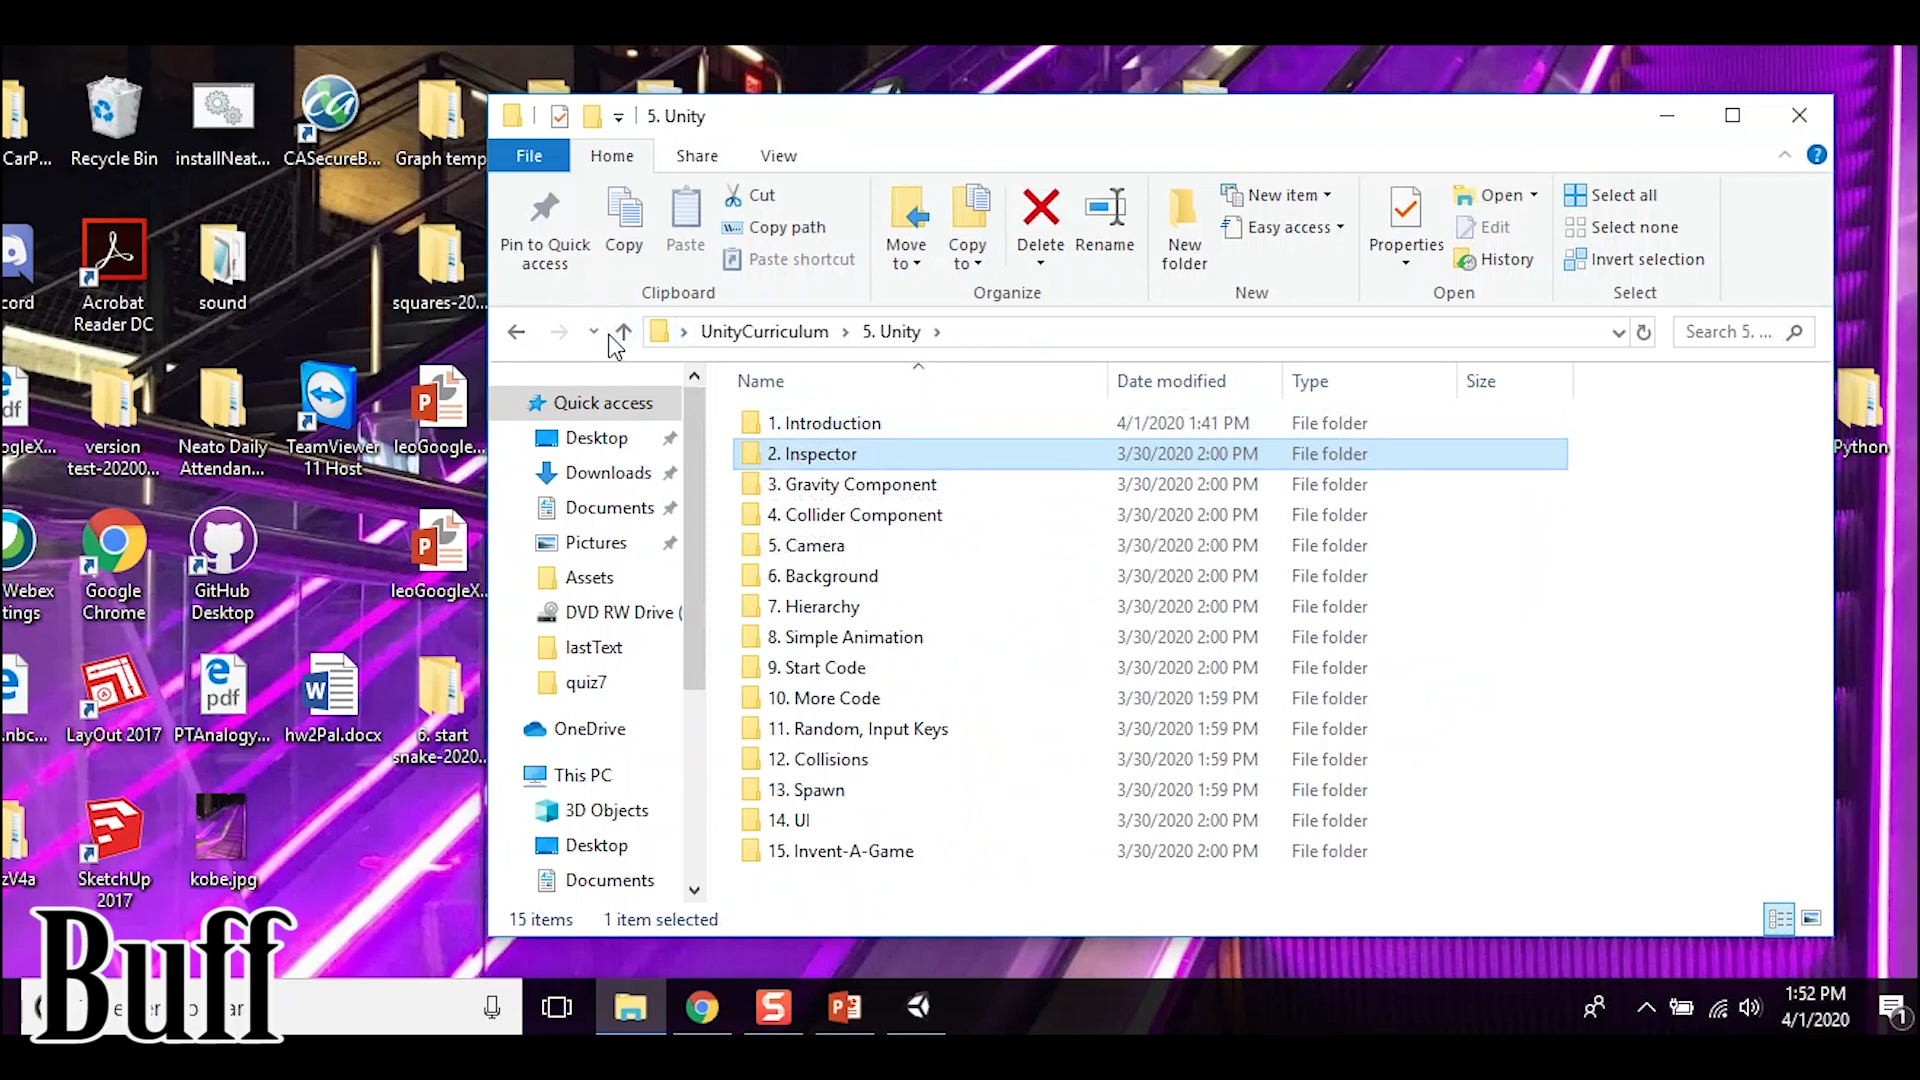 5. Unity
File
Home
Share
View
Pin to Quick access
Copy
Paste
Cut
Copy path
Paste shortcut
Clipboard
Move to
Copy to
Delete
Rename
Organize
New folder
New item
Easy access
New
Properties
Open
Edit
History
Open
Select all
Select none
Invert selection
Select
UnityCurriculum
5. Unity
Search 5. ...
Quick access
Desktop
Downloads
Documents
Pictures
Assets
DVD RW Drive (
lastText
quiz7
OneDrive
This PC
3D Objects
Desktop
Documents
Name Date modified Type Size
1. Introduction 4/1/2020 1:41 PM File folder
2. Inspector 3/30/2020 2:00 PM File folder
3. Gravity Component 3/30/2020 2:00 PM File folder
4. Collider Component 3/30/2020 2:00 PM File folder
5. Camera 3/30/2020 2:00 PM File folder
6. Background 3/30/2020 2:00 PM File folder
7. Hierarchy 3/30/2020 2:00 PM File folder
8. Simple Animation 3/30/2020 2:00 PM File folder
9. Start Code 3/30/2020 2:00 PM File folder
10. More Code 3/30/2020 1:59 PM File folder
11. Random, Input Keys 3/30/2020 1:59 PM File folder
12. Collisions 3/30/2020 1:59 PM File folder
13. Spawn 3/30/2020 1:59 PM File folder
14. UI 3/30/2020 2:00 PM File folder
15. Invent-A-Game 3/30/2020 2:00 PM File folder
15 items 1 item selected
CarP...
Recycle Bin
installNeat...
CASecureB...
Graph temp
cord
Acrobat
Reader DC
sound
squares-20...
ogleX...
version
test-20200...
Neato Daily
Attendan...
TeamViewer
11 Host
leoGoogle...
Webex
tings
Google
Chrome
GitHub
Desktop
leoGoogleX...
.nbc...
LayOut 2017
pdf
PTAnalogy...
hw2Pal.docx
6. start
snake-2020...
zV4a
SketchUp
2017
kobe.jpg
Python
Buff
1:52 PM
4/1/2020
1